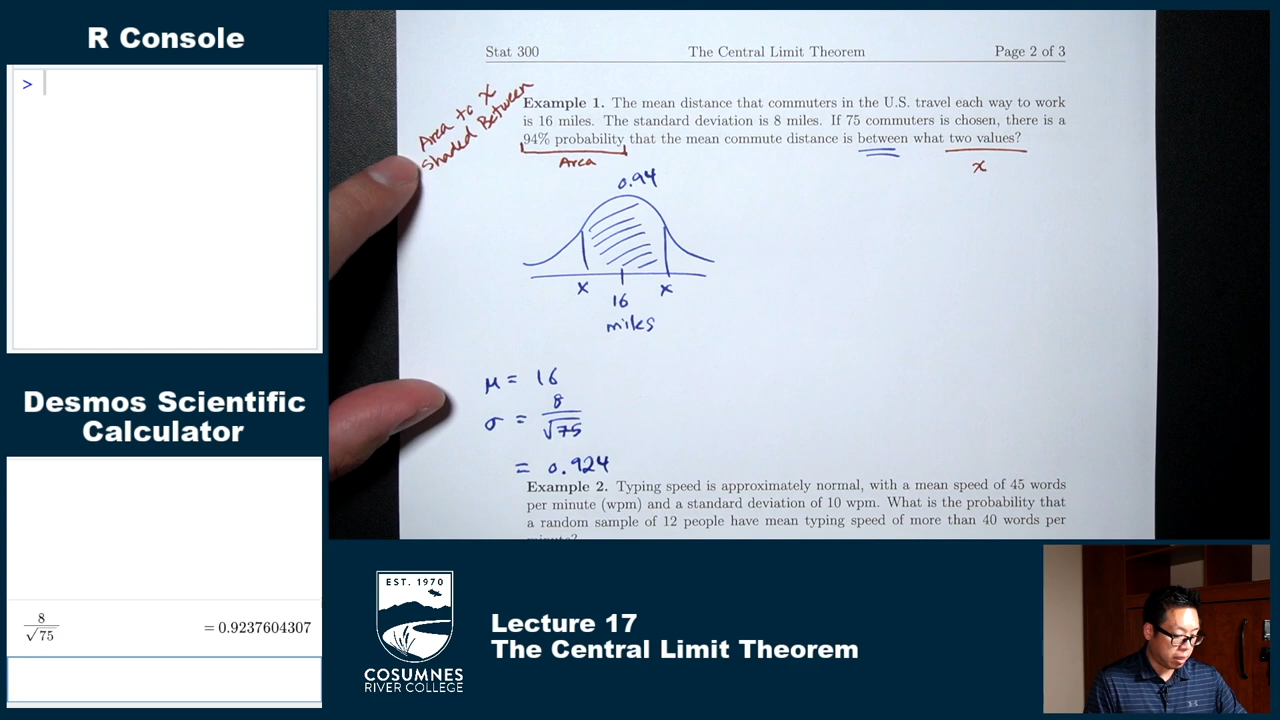 R Console
>
Desmos Scientific
Calculator
8
√75
= 0.9237604307
Stat 300 The Central Limit Theorem Page 2 of 3
Area to x
Shaded Between
Example 1. The mean distance that commuters in the U.S. travel each way to work
is 16 miles. The standard deviation is 8 miles. If 75 commuters is chosen, there is a
94% probability that the mean commute distance is between what two values?
Area
x
0.94
x 16 x
miles
μ = 16
σ = 8
√75
= 0.924
Example 2. Typing speed is approximately normal, with a mean speed of 45 words
per minute (wpm) and a standard deviation of 10 wpm. What is the probability that
a random sample of 12 people have mean typing speed of more than 40 words per
minute?
EST. 1970
COSUMNES
RIVER COLLEGE
Lecture 17
The Central Limit Theorem